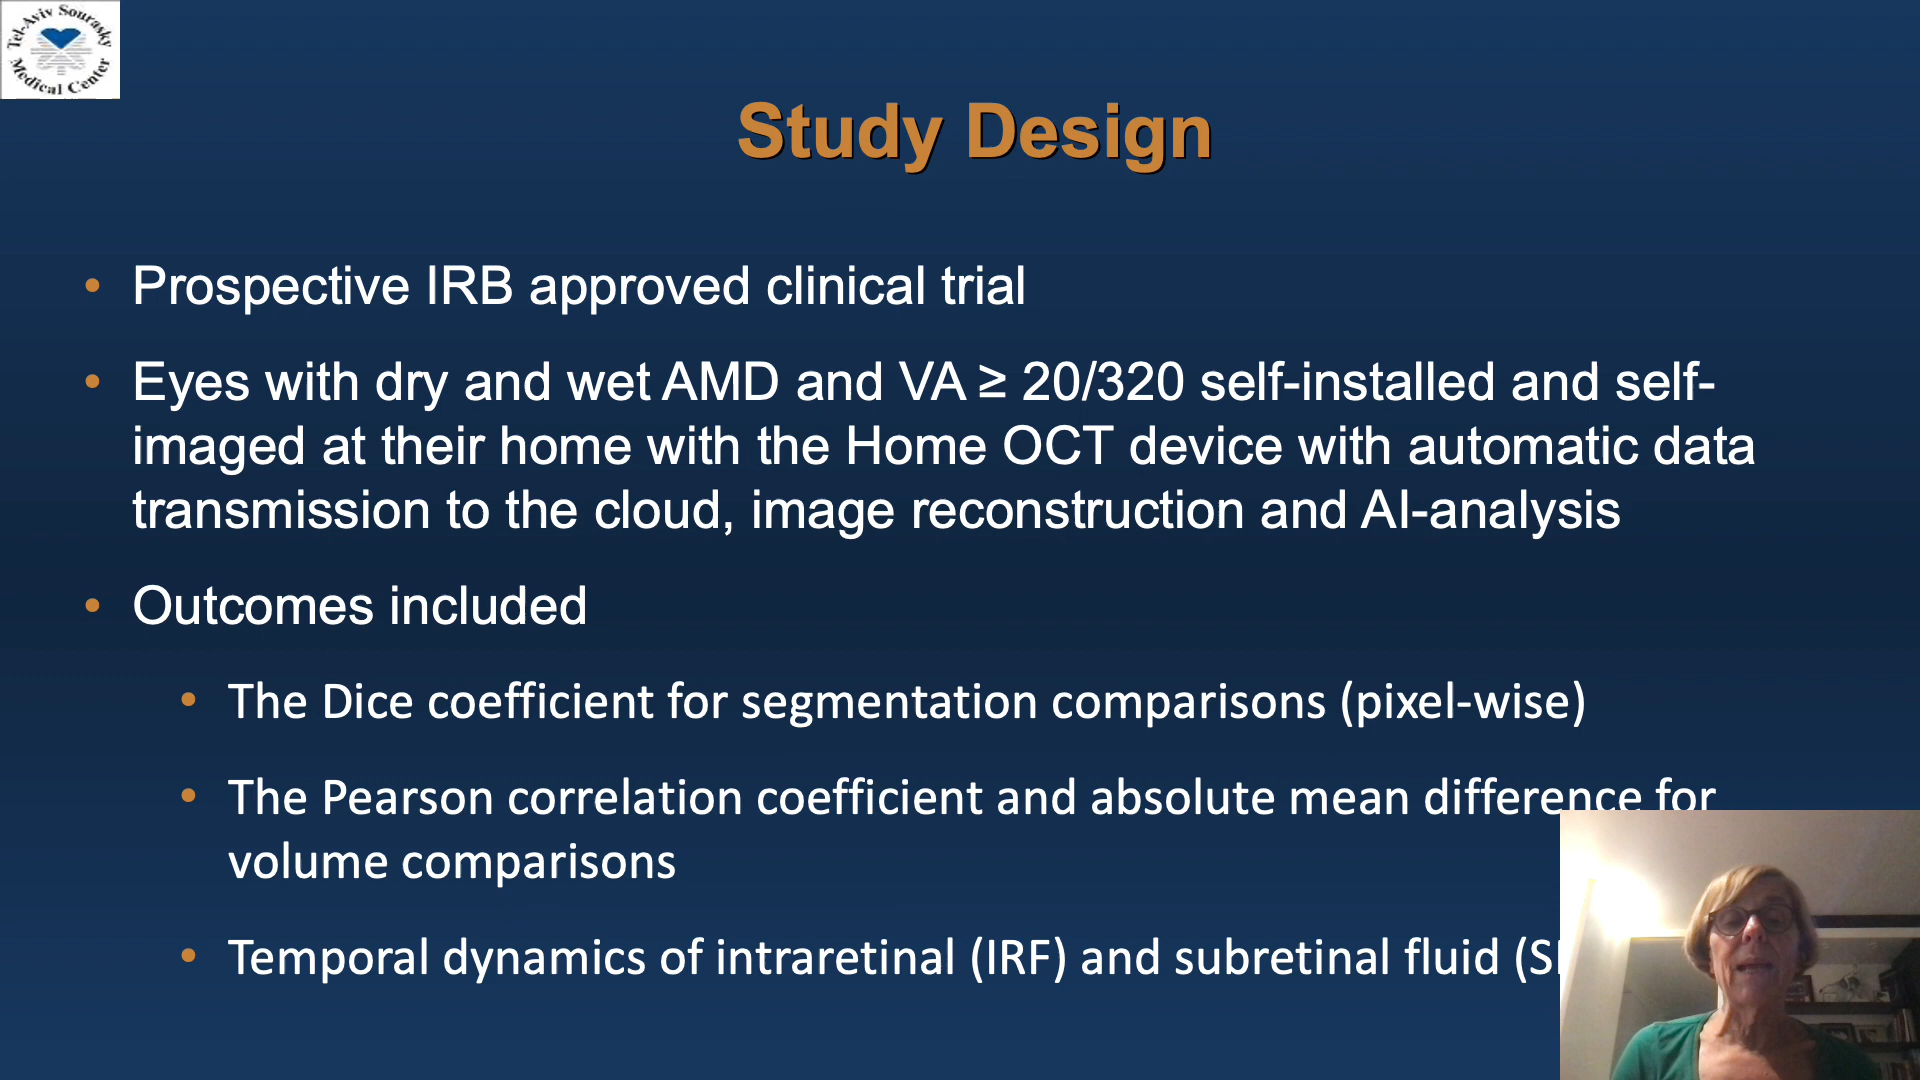 Tel-Aviv Sourasky
Medical Center
Study Design
• Prospective IRB approved clinical trial
• Eyes with dry and wet AMD and VA ≥ 20/320 self-installed and self-
imaged at their home with the Home OCT device with automatic data
transmission to the cloud, image reconstruction and AI-analysis
• Outcomes included
• The Dice coefficient for segmentation comparisons (pixel-wise)
• The Pearson correlation coefficient and absolute mean difference for
volume comparisons
• Temporal dynamics of intraretinal (IRF) and subretinal fluid